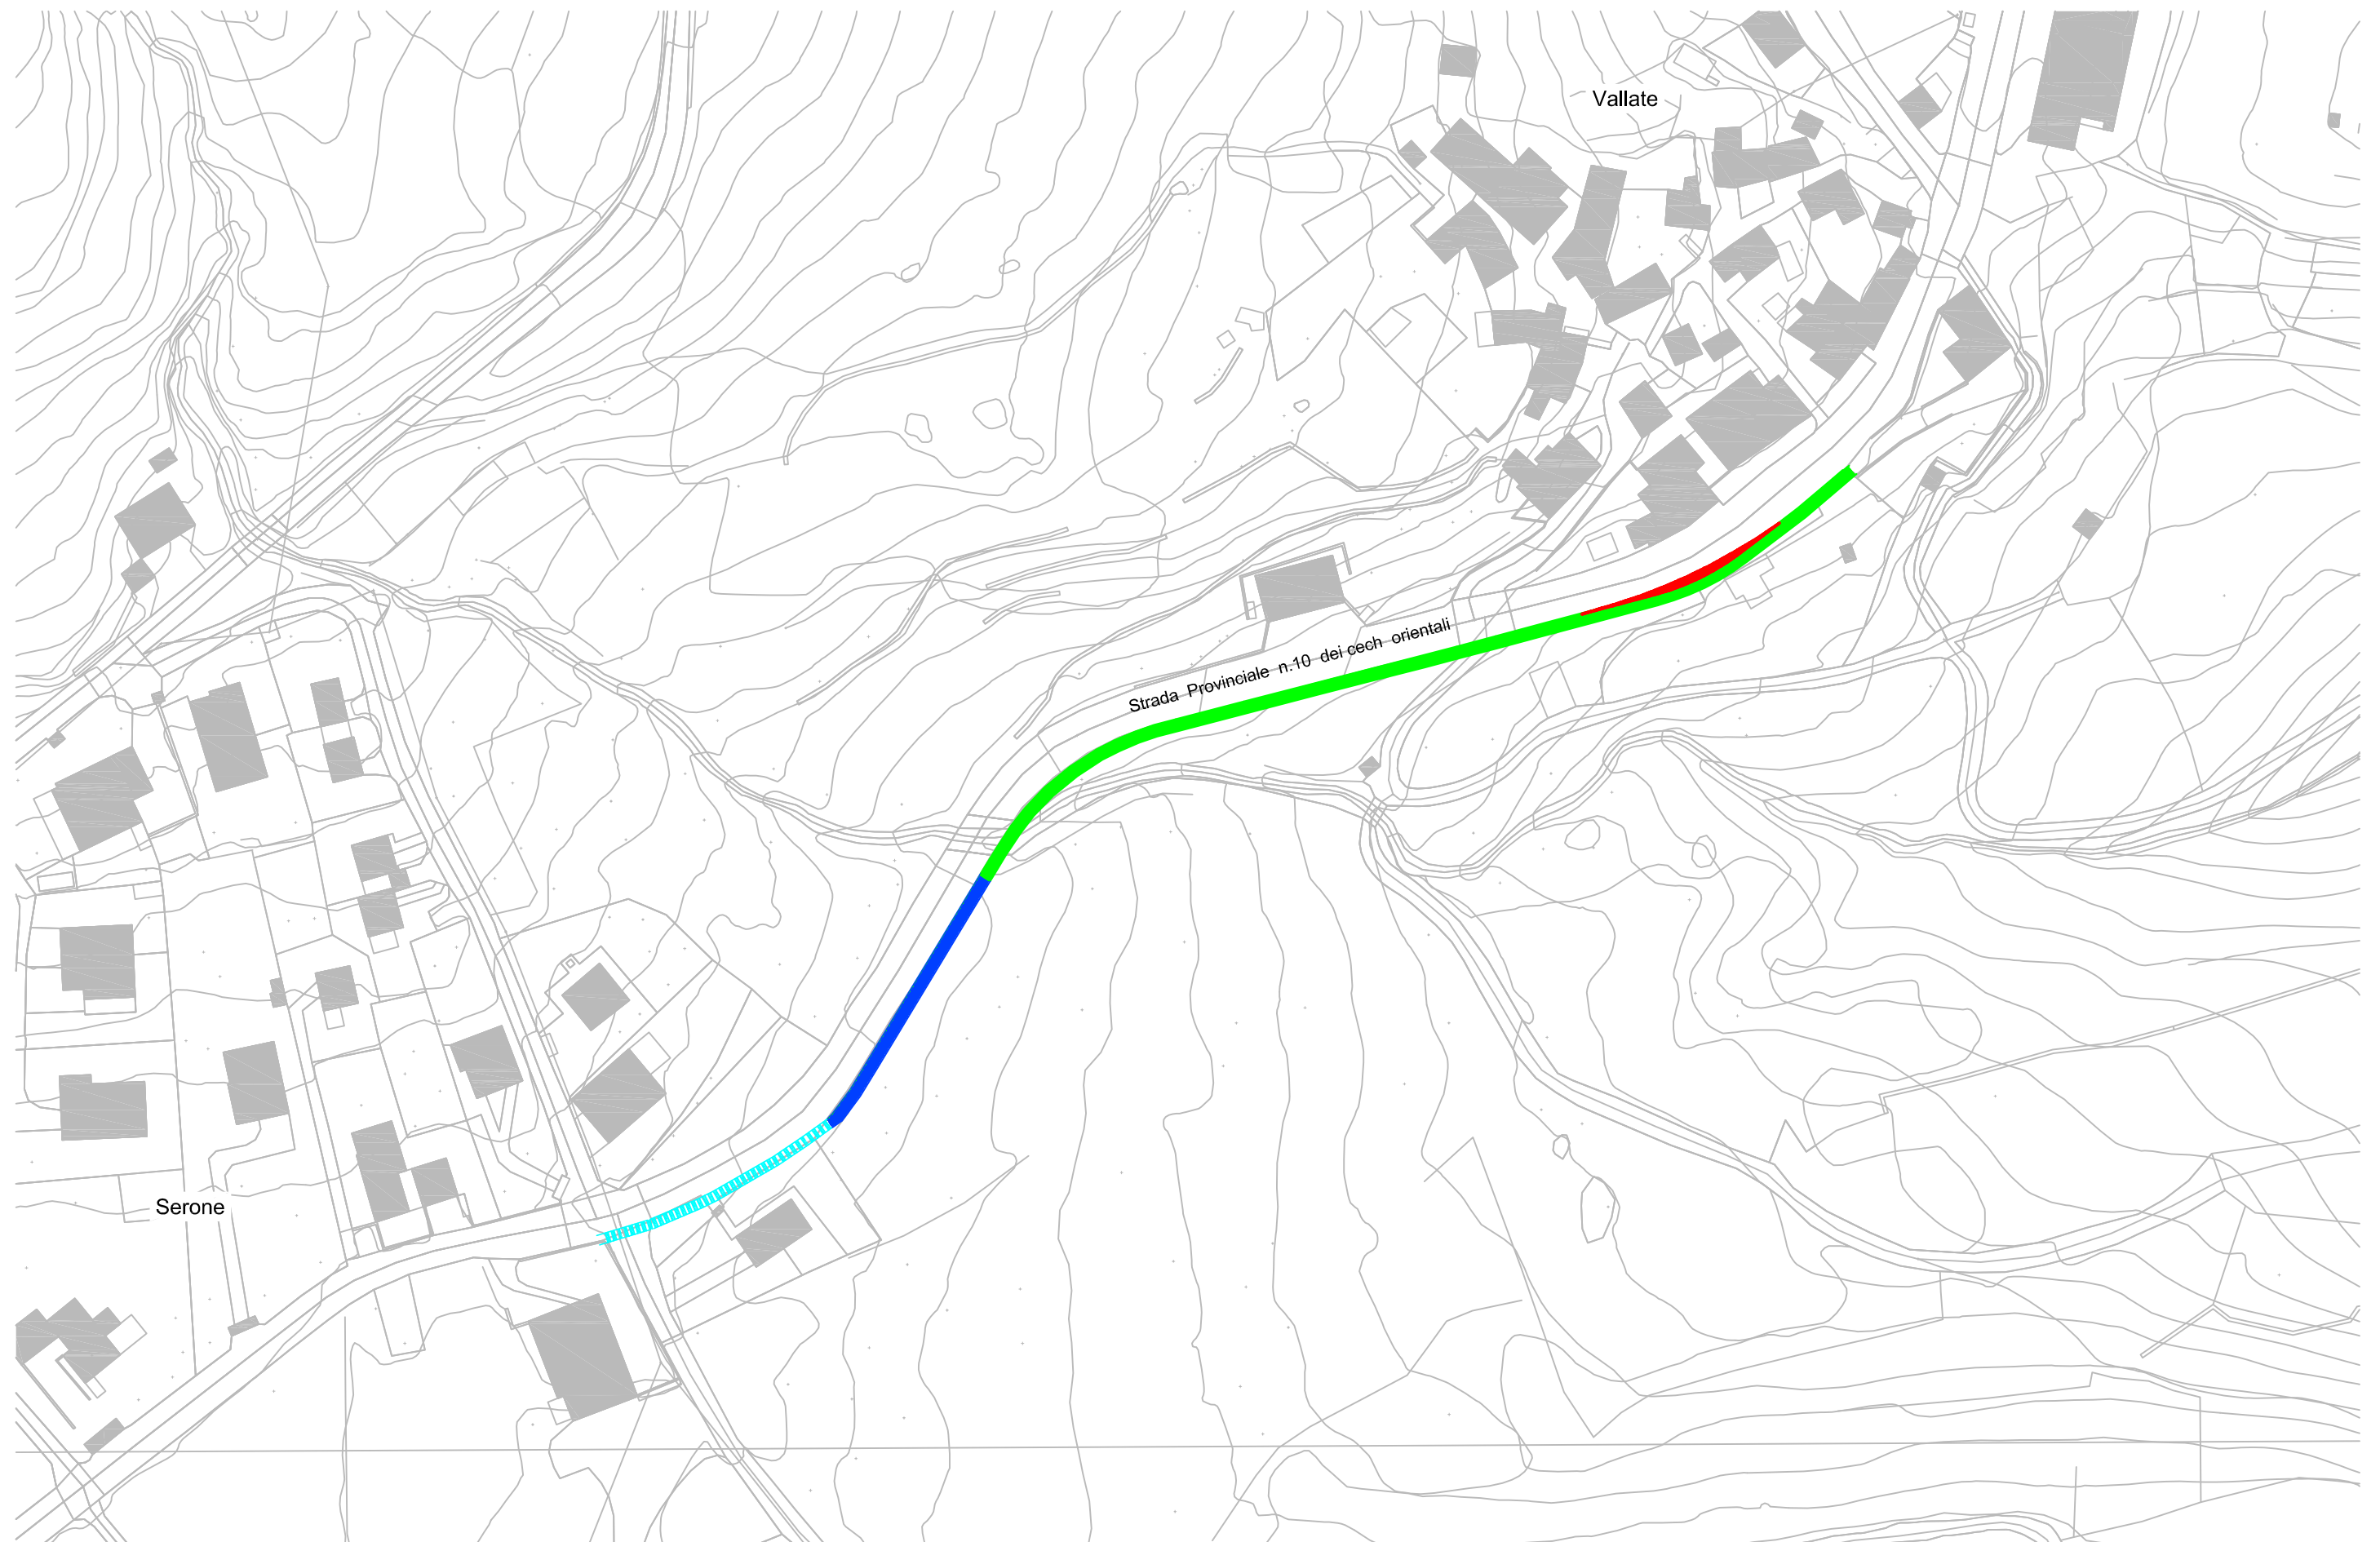 Vallate
Strada Provinciale n.10 dei cech orientali
Serone